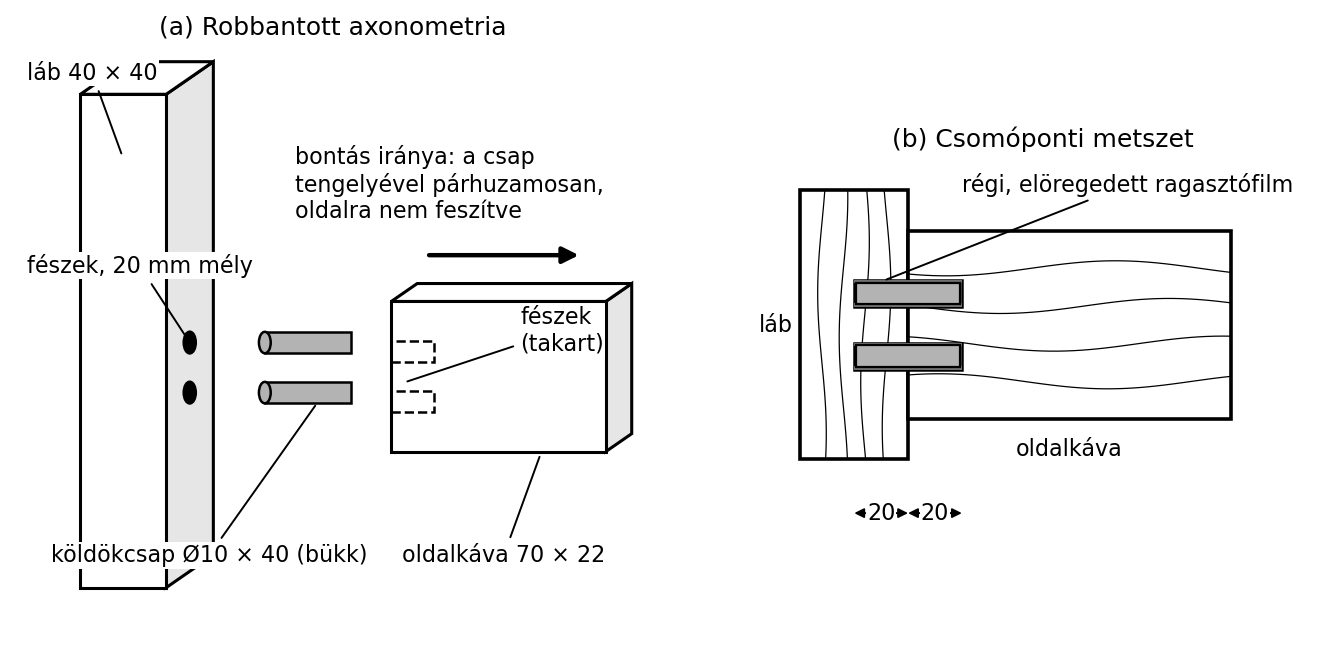 (a) Robbantott axonometria
láb 40 × 40
bontás iránya: a csap
tengelyével párhuzamosan,
oldalra nem feszítve
fészek, 20 mm mély
fészek
(takart)
köldökcsap Ø10 × 40 (bükk)
oldalkáva 70 × 22
(b) Csomóponti metszet
régi, elöregedett ragasztófilm
láb
oldalkáva
20
20